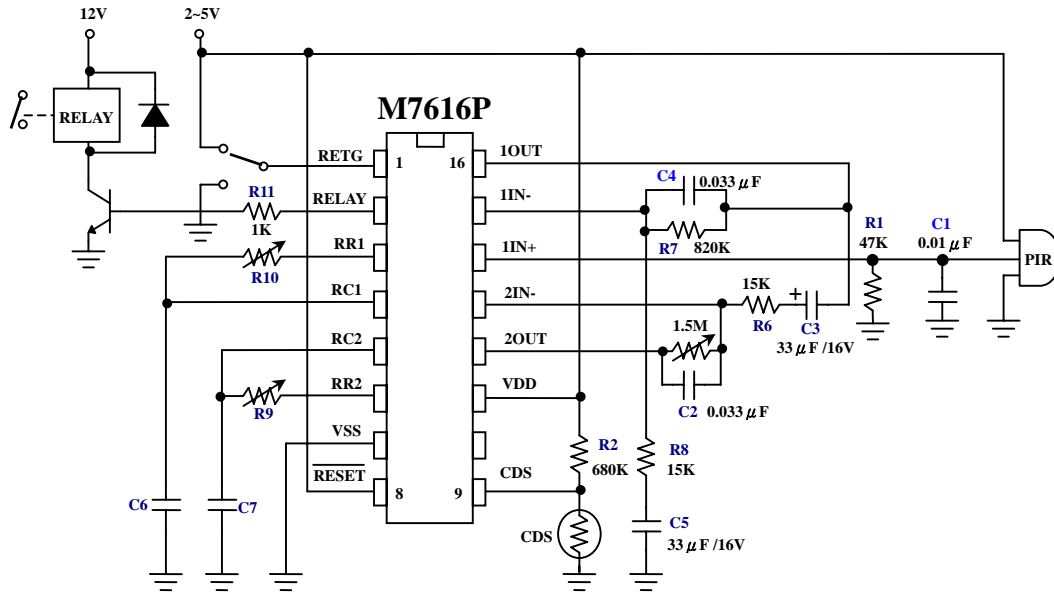 12V
2~5V
M7616P
RELAY
RETG
1
16
1OUT
C4
0.033μF
R11
1K
RELAY
1IN-
R7
820K
R1
47K
C1
0.01μF
R10
RR1
1IN+
PIR
RC1
2IN-
15K
R6
+
C3
33μF/16V
RC2
2OUT
1.5M
R9
RR2
VDD
C2
0.033μF
VSS
R2
680K
R8
15K
RESET
8
9
CDS
C6
C7
CDS
C5
33μF/16V